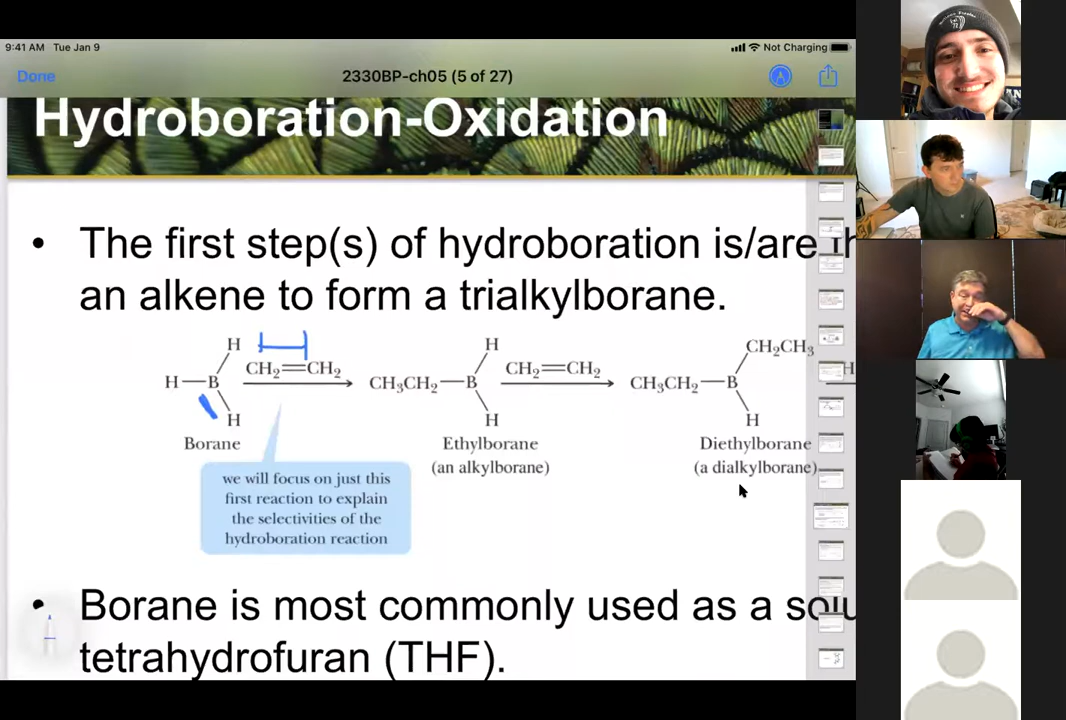 9:41 AM Tue Jan 9
Not Charging
Done
2330BP-ch05 (5 of 27)
Hydroboration-Oxidation
• The first step(s) of hydroboration is/are th
an alkene to form a trialkylborane.
H H CH₂CH₃
CH₂=CH₂ CH₂=CH₂ H
H—B CH₃CH₂—B CH₃CH₂—B
H H H
Borane Ethylborane Diethylborane
(an alkylborane) (a dialkylborane)
we will focus on just this
first reaction to explain
the selectivities of the
hydroboration reaction
• Borane is most commonly used as a solu
tetrahydrofuran (THF).